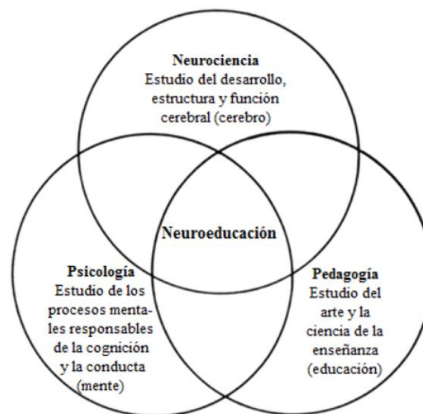 Neurociencia
Estudio del desarrollo,
estructura y función
cerebral (cerebro)
Neuroeducación
Psicología
Estudio de los
procesos menta-
les responsables
de la cognición
y la conducta
(mente)
Pedagogía
Estudio del
arte y la
ciencia de la
enseñanza
(educación)